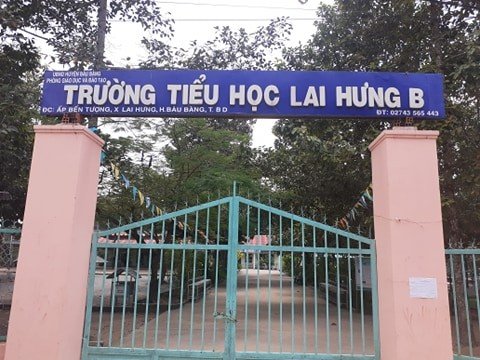 UBND HUYỆN BÀU BÀNG
PHÒNG GIÁO DỤC VÀ ĐÀO TẠO
TRƯỜNG TIỂU HỌC LAI HƯNG B
ĐC: ẤP BẾN TƯỢNG, X LAI HƯNG, H.BÀU BÀNG, T. B D
ĐT: 02743 565 443